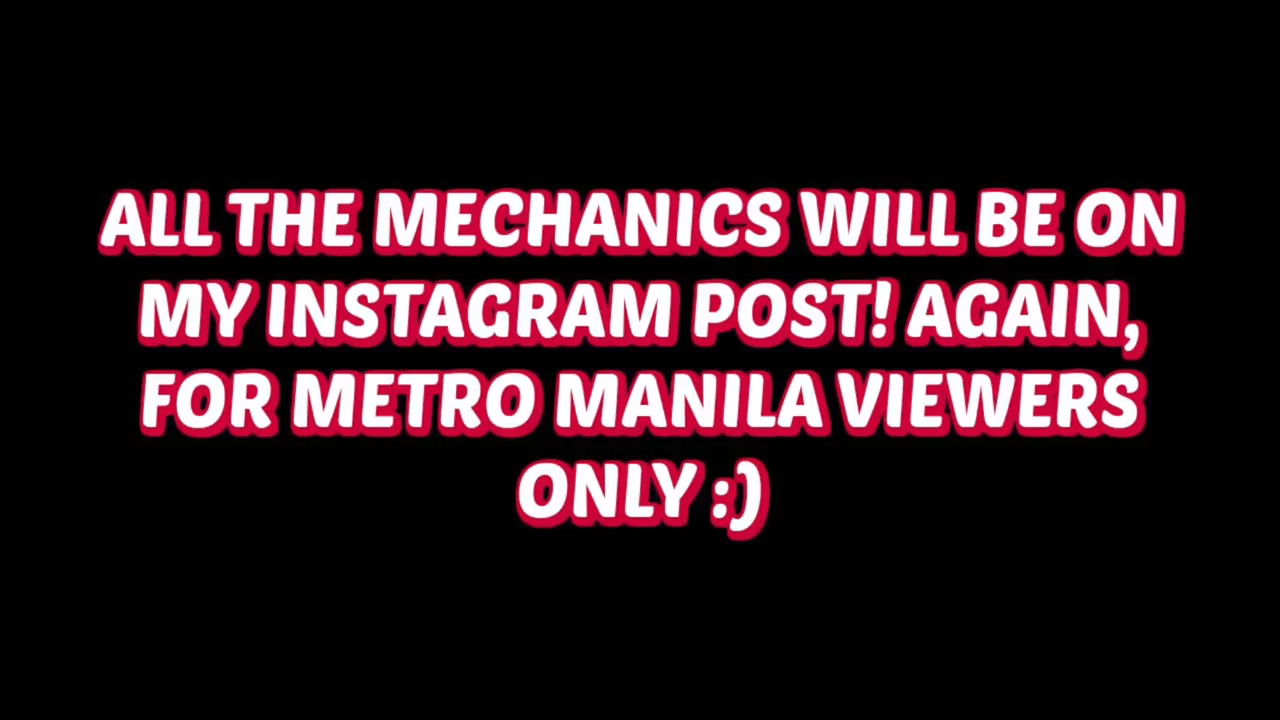 ALL THE MECHANICS WILL BE ON
MY INSTAGRAM POST! AGAIN,
FOR METRO MANILA VIEWERS
ONLY :)